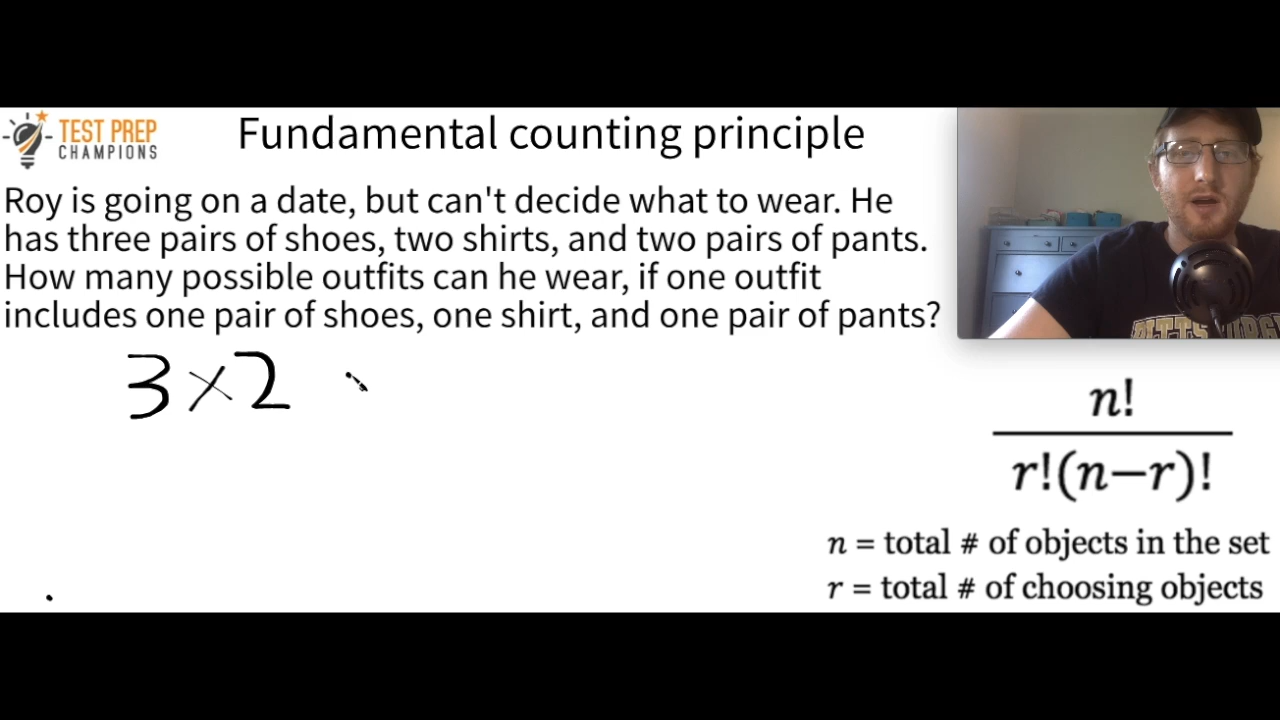 TEST PREP
CHAMPIONS
Fundamental counting principle
Roy is going on a date, but can't decide what to wear. He
has three pairs of shoes, two shirts, and two pairs of pants.
How many possible outfits can he wear, if one outfit
includes one pair of shoes, one shirt, and one pair of pants?
3 × 2
n!
r!(n−r)!
n = total # of objects in the set
r = total # of choosing objects